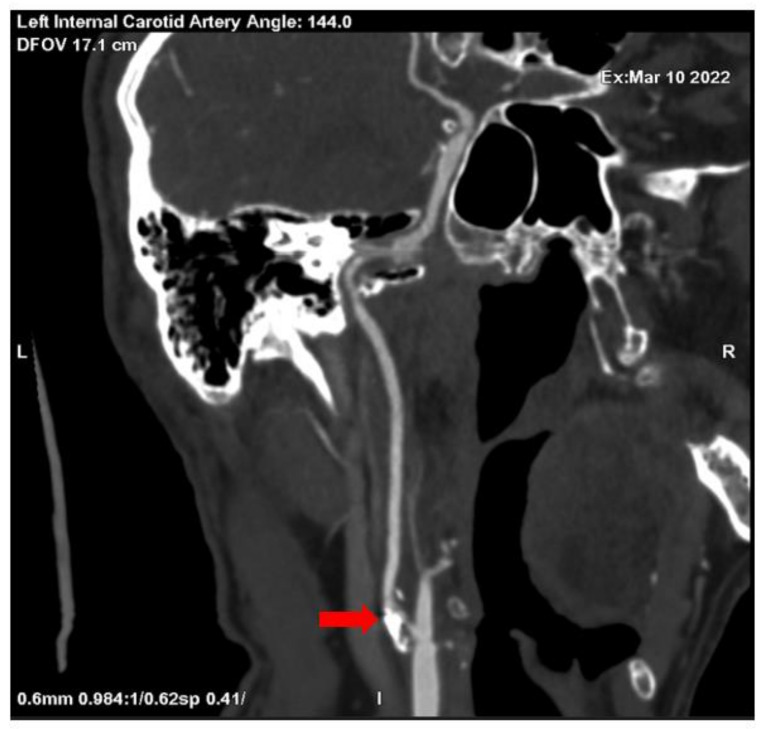 Left Internal Carotid Artery Angle: 144.0
DFOV 17.1 cm
Ex:Mar 10 2022
L
R
0.6mm 0.984:1/0.62sp 0.41/
I